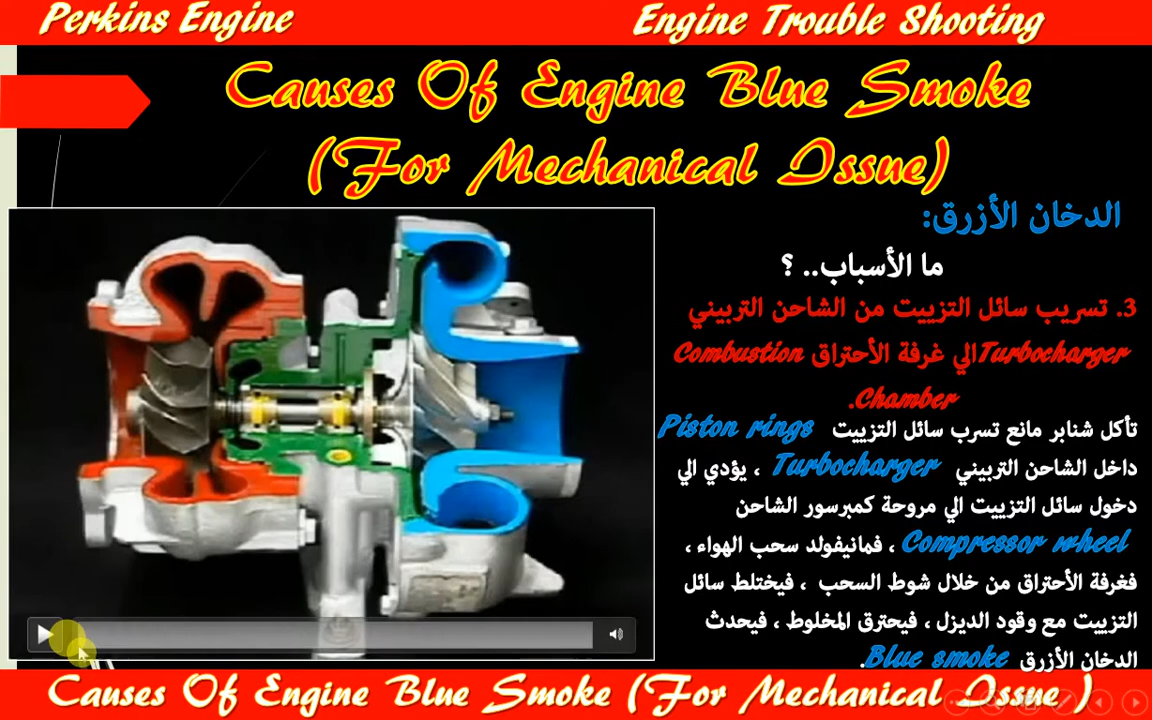 Perkins Engine
Engine Trouble Shooting
Causes Of Engine Blue Smoke
(For Mechanical Issue)
الدخان الأزرق:
ما الأسباب.. ؟
3. تسريب سائل التزييت من الشاحن التربيني
Turbochargerالي غرفة الأحتراق Combustion
Chamber.
تأكل شنابر مانع تسرب سائل التزييت Piston rings
داخل الشاحن التربيني Turbocharger ، يؤدي الي
دخول سائل التزييت الي مروحة كمبرسور الشاحن
Compressor wheel ، فمانيفولد سحب الهواء ،
فغرفة الأحتراق من خلال شوط السحب ، فيختلط سائل
التزييت مع وقود الديزل ، فيحترق المخلوط ، فيحدث
الدخان الأزرق Blue smoke.
Causes Of Engine Blue Smoke (For Mechanical Issue )